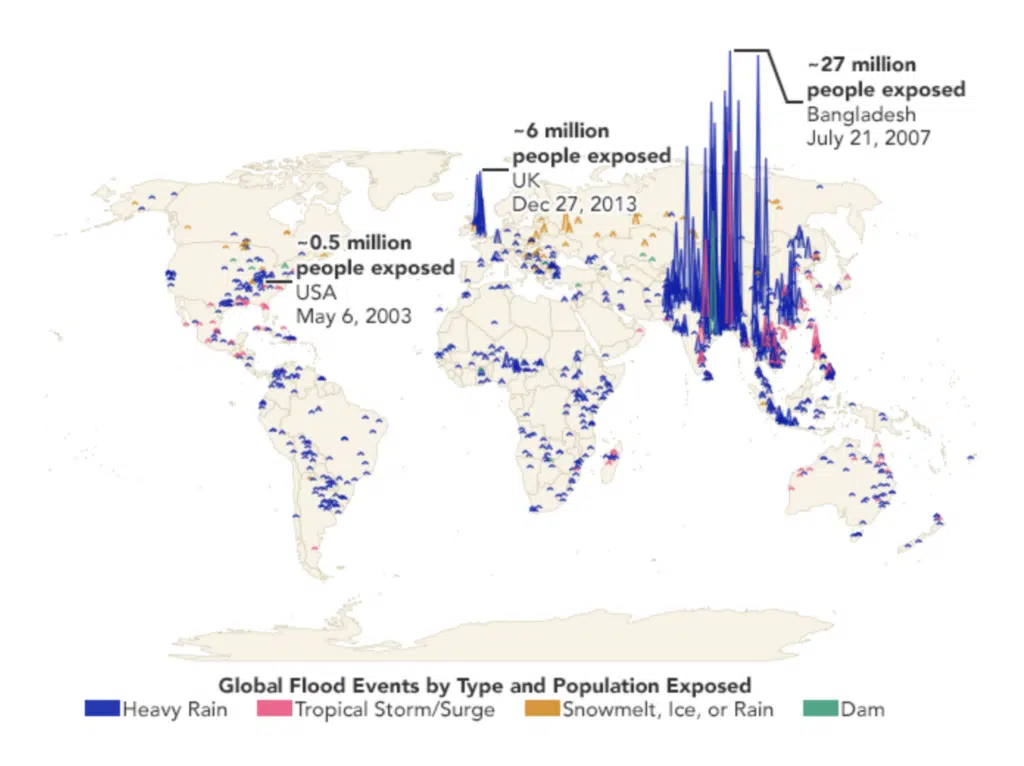 ~27 million
people exposed
Bangladesh
July 21, 2007
~6 million
people exposed
UK
Dec 27, 2013
~0.5 million
people exposed
USA
May 6, 2003
Global Flood Events by Type and Population Exposed
Heavy Rain Tropical Storm/Surge Snowmelt, Ice, or Rain Dam